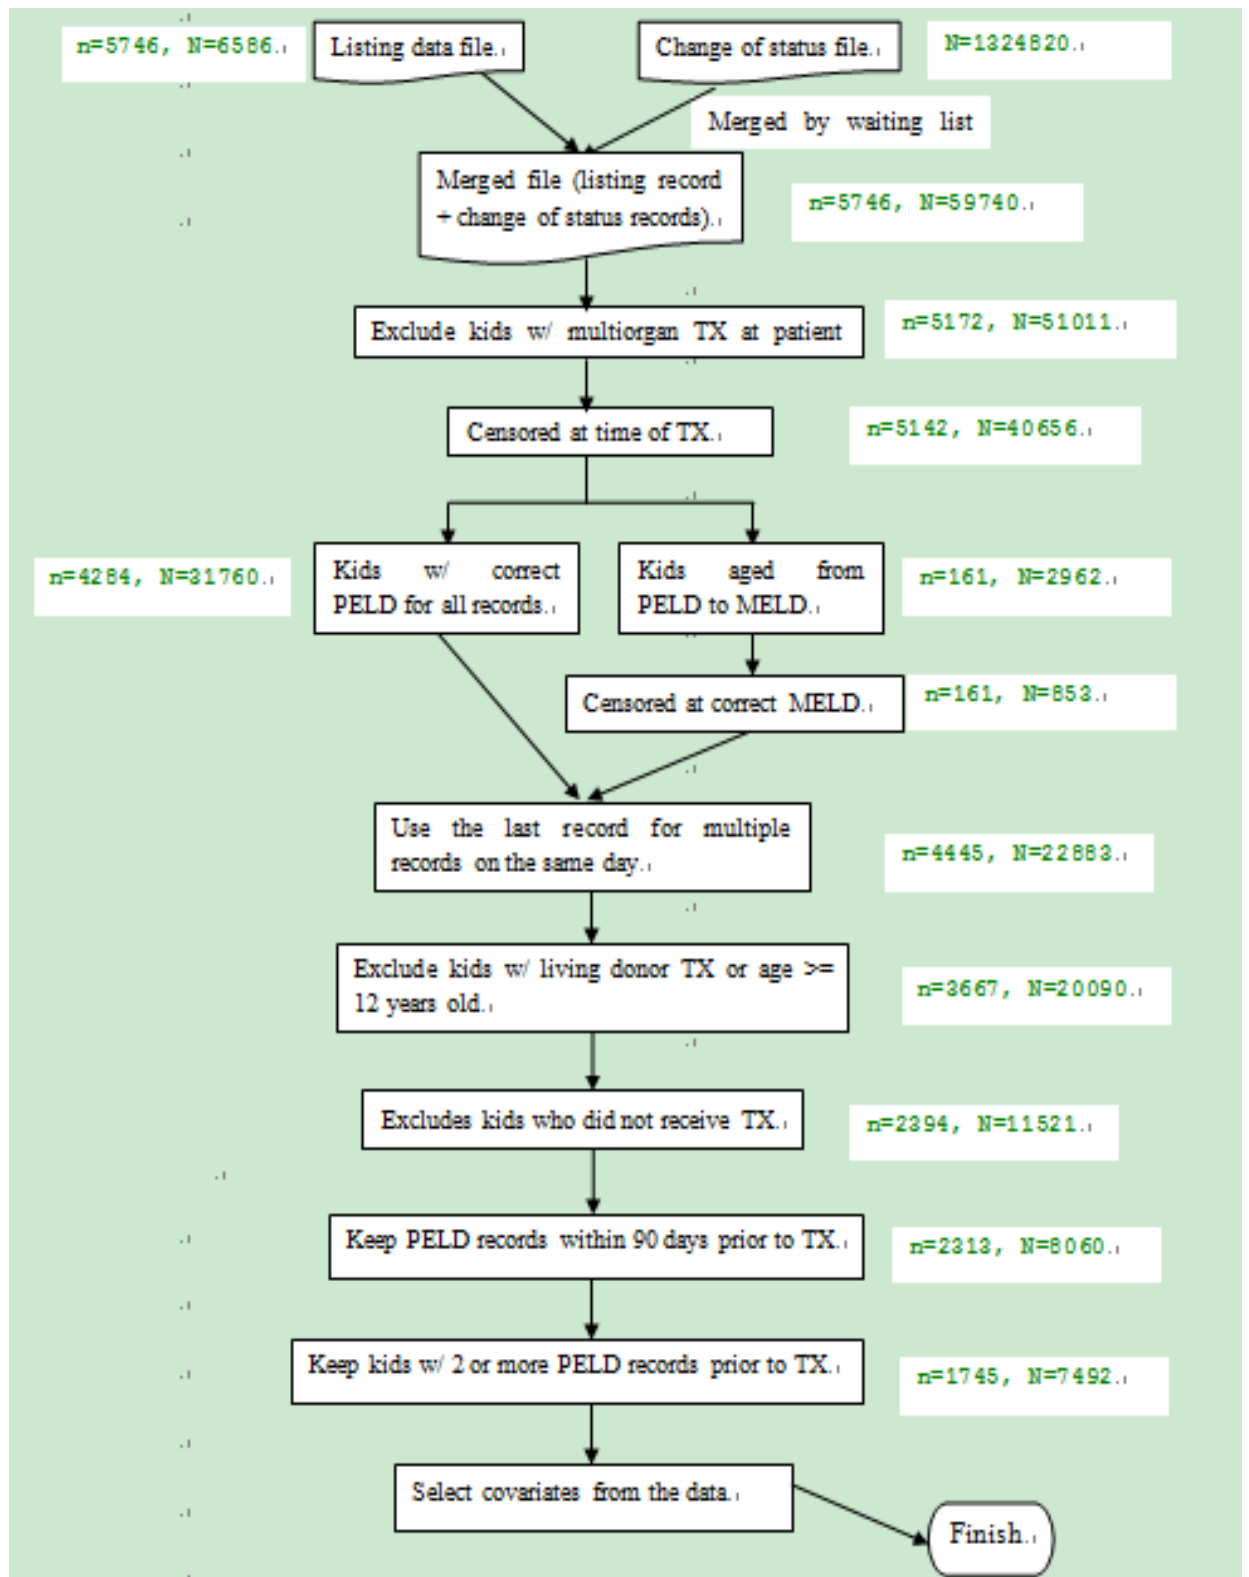 n=5746, N=6586.
Listing data file.
Change of status file.
N=1324820.
Merged by waiting list
Merged file (listing record
+ change of status records).
n=5746, N=59740.
Exclude kids w/ multiorgan TX at patient
n=5172, N=51011.
Censored at time of TX.
n=5142, N=40656.
n=4284, N=31760.
Kids w/ correct
PELD for all records.
Kids aged from
PELD to MELD.
n=161, N=2962.
Censored at correct MELD.
n=161, N=853.
Use the last record for multiple
records on the same day.
n=4445, N=22883.
Exclude kids w/ living donor TX or age >=
12 years old.
n=3667, N=20090.
Excludes kids who did not receive TX.
n=2394, N=11521.
Keep PELD records within 90 days prior to TX.
n=2313, N=8060.
Keep kids w/ 2 or more PELD records prior to TX.
n=1745, N=7492.
Select covariates from the data.
Finish.